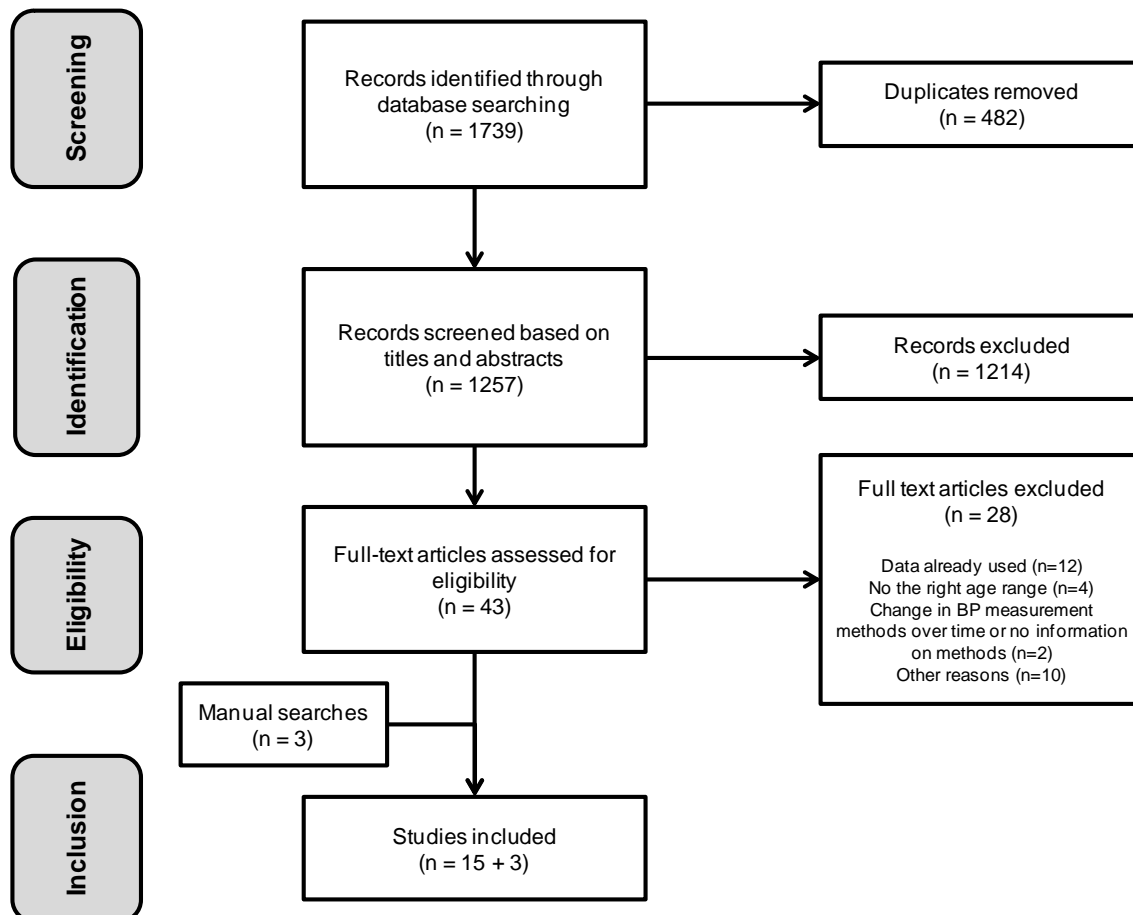 Screening
Records identified through
database searching
(n = 1739)
Duplicates removed
(n = 482)
Identification
Records screened based on
titles and abstracts
(n = 1257)
Records excluded
(n = 1214)
Eligibility
Full-text articles assessed for
eligibility
(n = 43)
Full text articles excluded
(n = 28)
Data already used (n=12)
No the right age range (n=4)
Change in BP measurement
methods over time or no information
on methods (n=2)
Other reasons (n=10)
Manual searches
(n = 3)
Inclusion
Studies included
(n = 15 + 3)